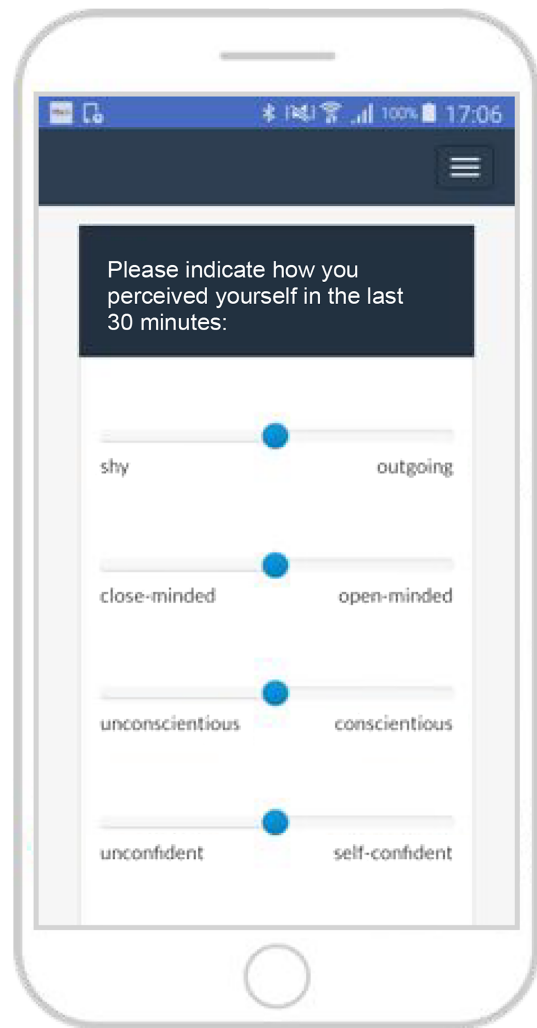 100% 17:06
Please indicate how you
perceived yourself in the last
30 minutes:
shy outgoing
close-minded open-minded
unconscientious conscientious
unconfident self-confident